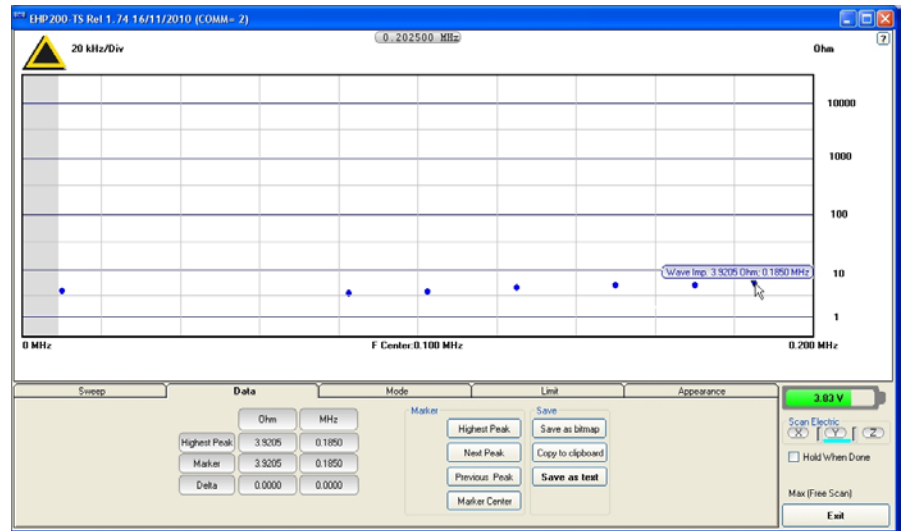 EHP200-TS Rel 1.74 16/11/2010 (COMM= 2)
20 kHz/Div
0.202500 MHz
Ohm
?
10000
1000
100
10
1
Wave Imp. 3.9205 Ohm; 0.1850 MHz
0 MHz
F Center:0.100 MHz
0.200 MHz
Sweep Data Mode Limit Appearance
Ohm MHz
Highest Peak 3.9205 0.1850
Marker 3.9205 0.1850
Delta 0.0000 0.0000
Marker
Highest Peak
Next Peak
Previous Peak
Marker Center
Save
Save as bitmap
Copy to clipboard
Save as text
3.83 V
Scan Electric
X Y Z
Hold When Done
Max (Free Scan)
Exit